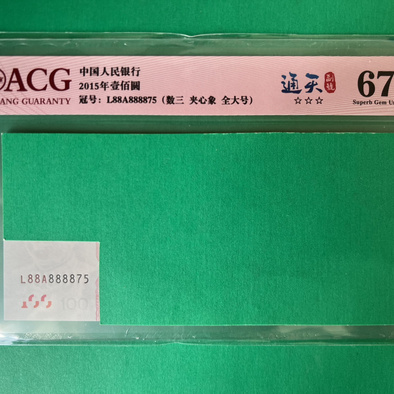 ACG
ANG GUARANTY
中国人民银行
2015年壹佰圆
冠号：L88A888875（数三 夹心象 全大号）
通天
☆☆☆
67
Superb Gem U
L88A888875
100